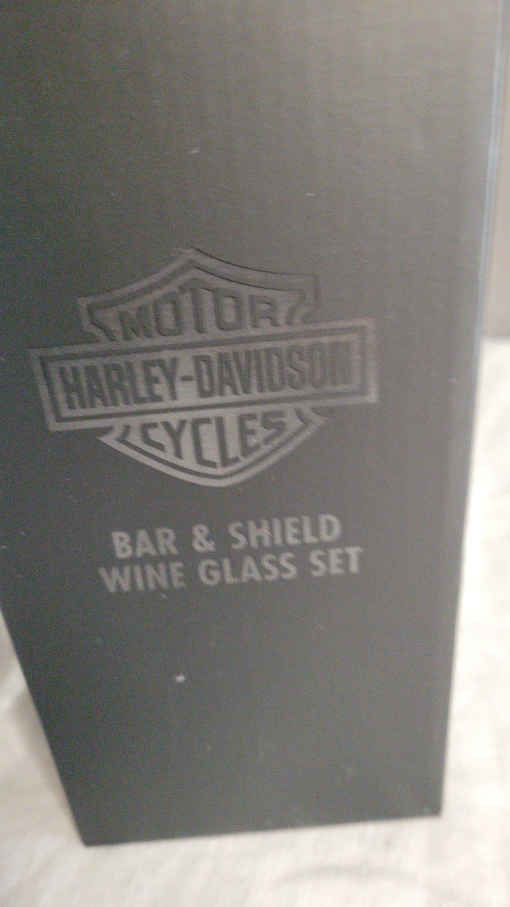 MOTOR
HARLEY-DAVIDSON
CYCLES
BAR & SHIELD
WINE GLASS SET